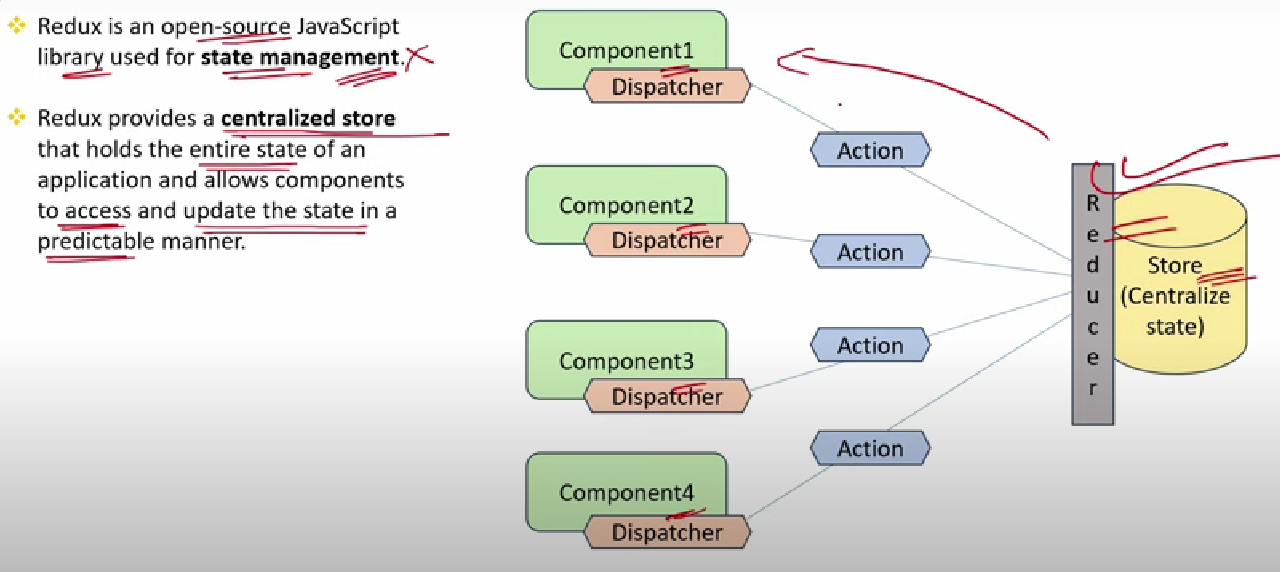 Redux is an open-source JavaScript
library used for state management.
Redux provides a centralized store
that holds the entire state of an
application and allows components
to access and update the state in a
predictable manner.
Component1
Dispatcher
Action
Component2
Dispatcher
Action
Component3
Dispatcher
Action
Component4
Dispatcher
Action
Reducer
Store
(Centralize
state)